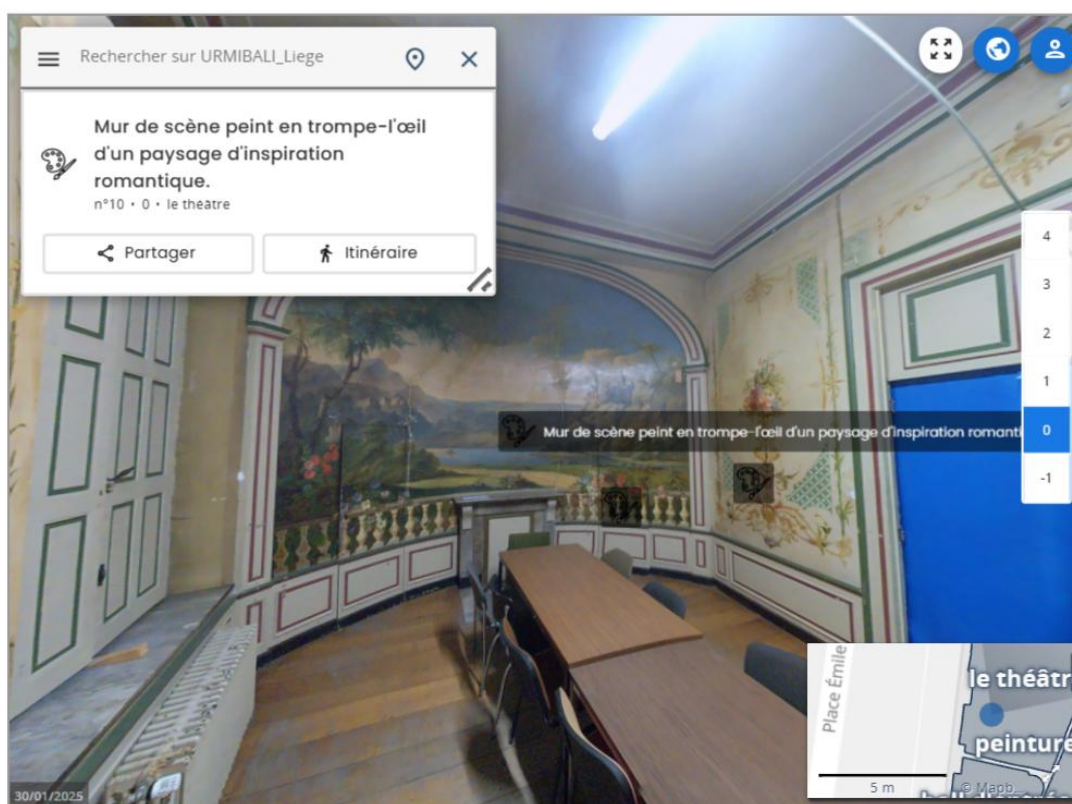 Rechercher sur URMIBALI_Liege
Mur de scène peint en trompe-l'œil
d'un paysage d'inspiration
romantique.
n°10 • 0 • le théâtre
Partager
Itinéraire
4
3
2
1
0
-1
Mur de scène peint en trompe-l'œil d'un paysage d'inspiration romanti
Place Émile
le théâtr
peinture
5 m
© Mapb
30/01/2025